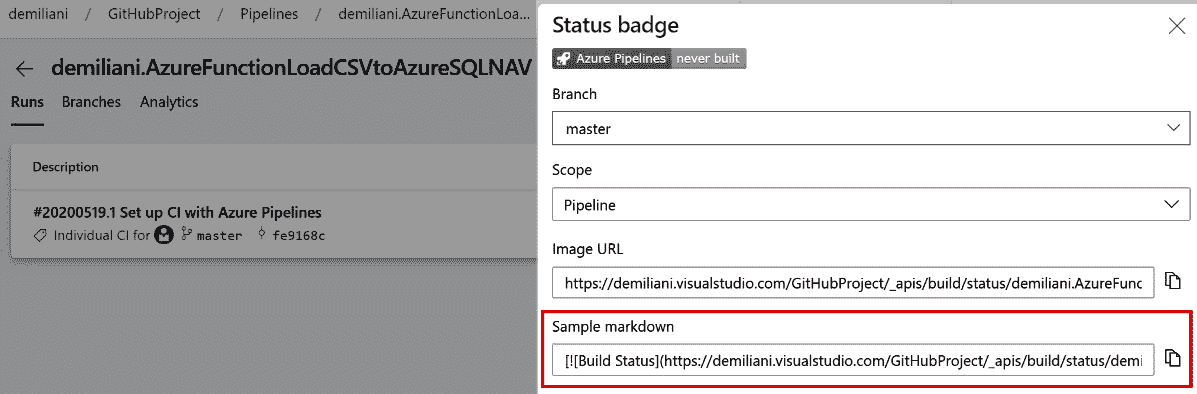 demiliani / GitHubProject / Pipelines / demiliani.AzureFunctionLoa...
demiliani.AzureFunctionLoadCSVtoAzureSQLNAV
Runs Branches Analytics
Description
#20200519.1 Set up CI with Azure Pipelines
Individual CI for master fe9168c
Status badge
Azure Pipelines never built
Branch
master
Scope
Pipeline
Image URL
https://demiliani.visualstudio.com/GitHubProject/_apis/build/status/demiliani.AzureFunc
Sample markdown
[![Build Status](https://demiliani.visualstudio.com/GitHubProject/_apis/build/status/demi